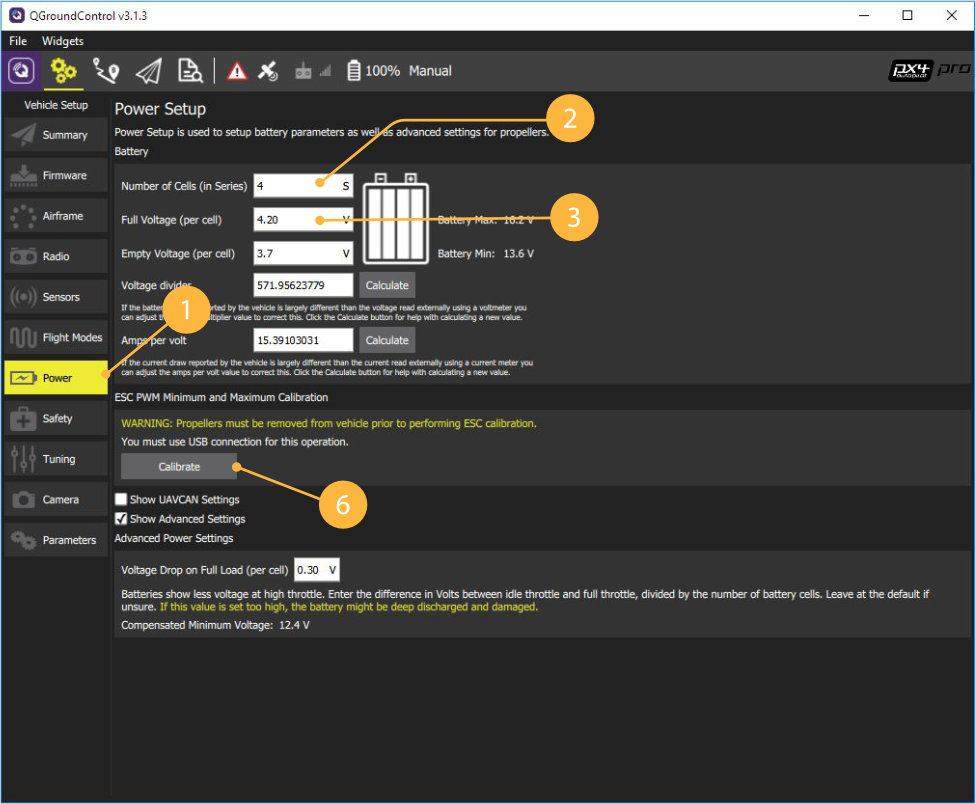 QGroundControl v3.1.3
File Widgets
100% Manual
px4 pro
AUTOPILOT
Vehicle Setup
Summary
Firmware
Airframe
Radio
Sensors
Flight Modes
Power
Safety
Tuning
Camera
Parameters
Power Setup
Power Setup is used to setup battery parameters as well as advanced settings for propellers.
2
Battery
Number of Cells (in Series) 4 S
Full Voltage (per cell) 4.20 V
Battery Max: 16.2 V
3
Empty Voltage (per cell) 3.7 V
Battery Min: 13.6 V
Voltage divider 571.95623779 Calculate
1
If the battery reported by the vehicle is largely different than the voltage read externally using a voltmeter you
can adjust the multiplier value to correct this. Click the Calculate button for help with calculating a new value.
Amps per volt 15.39103031 Calculate
If the current draw reported by the vehicle is largely different than the current read externally using a current meter you
can adjust the amps per volt value to correct this. Click the Calculate button for help with calculating a new value.
ESC PWM Minimum and Maximum Calibration
WARNING: Propellers must be removed from vehicle prior to performing ESC calibration.
You must use USB connection for this operation.
Calibrate
6
Show UAVCAN Settings
Show Advanced Settings
Advanced Power Settings
Voltage Drop on Full Load (per cell) 0.30 V
Batteries show less voltage at high throttle. Enter the difference in Volts between idle throttle and full throttle, divided by the number of battery cells. Leave at the default if
unsure. If this value is set too high, the battery might be deep discharged and damaged.
Compensated Minimum Voltage: 12.4 V